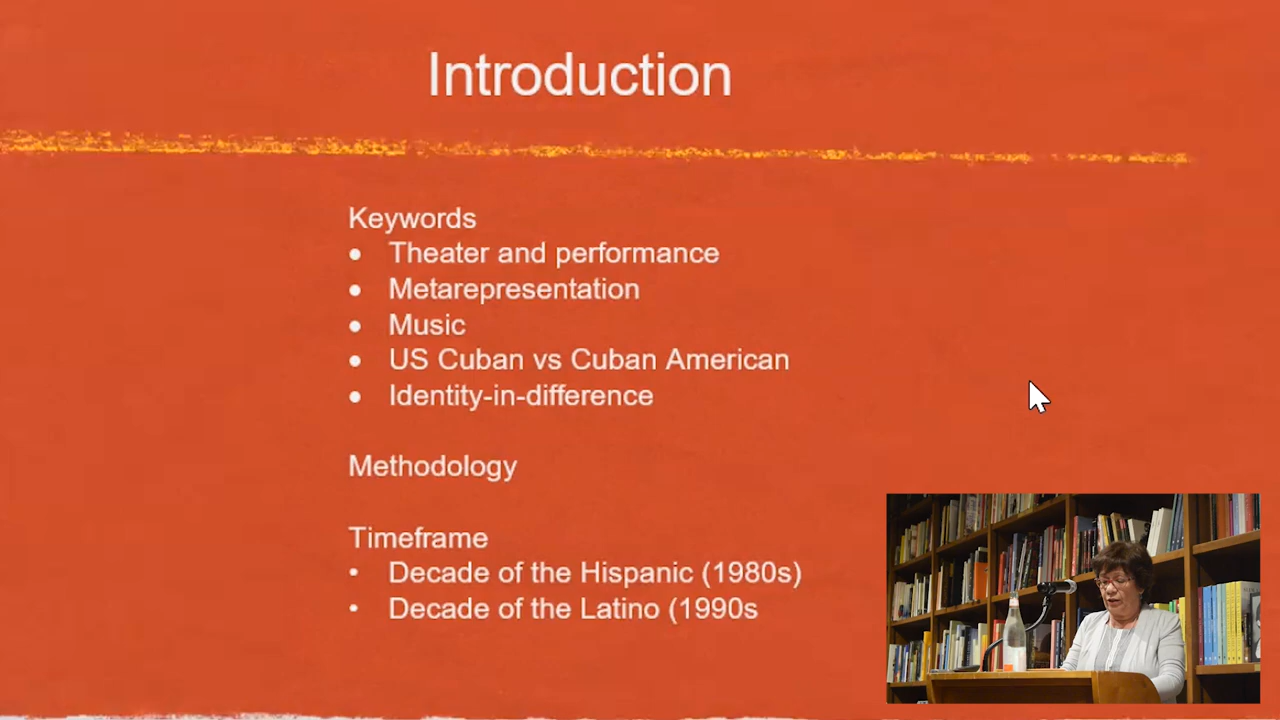 Introduction
Keywords
• Theater and performance
• Metarepresentation
• Music
• US Cuban vs Cuban American
• Identity-in-difference
Methodology
Timeframe
• Decade of the Hispanic (1980s)
• Decade of the Latino (1990s